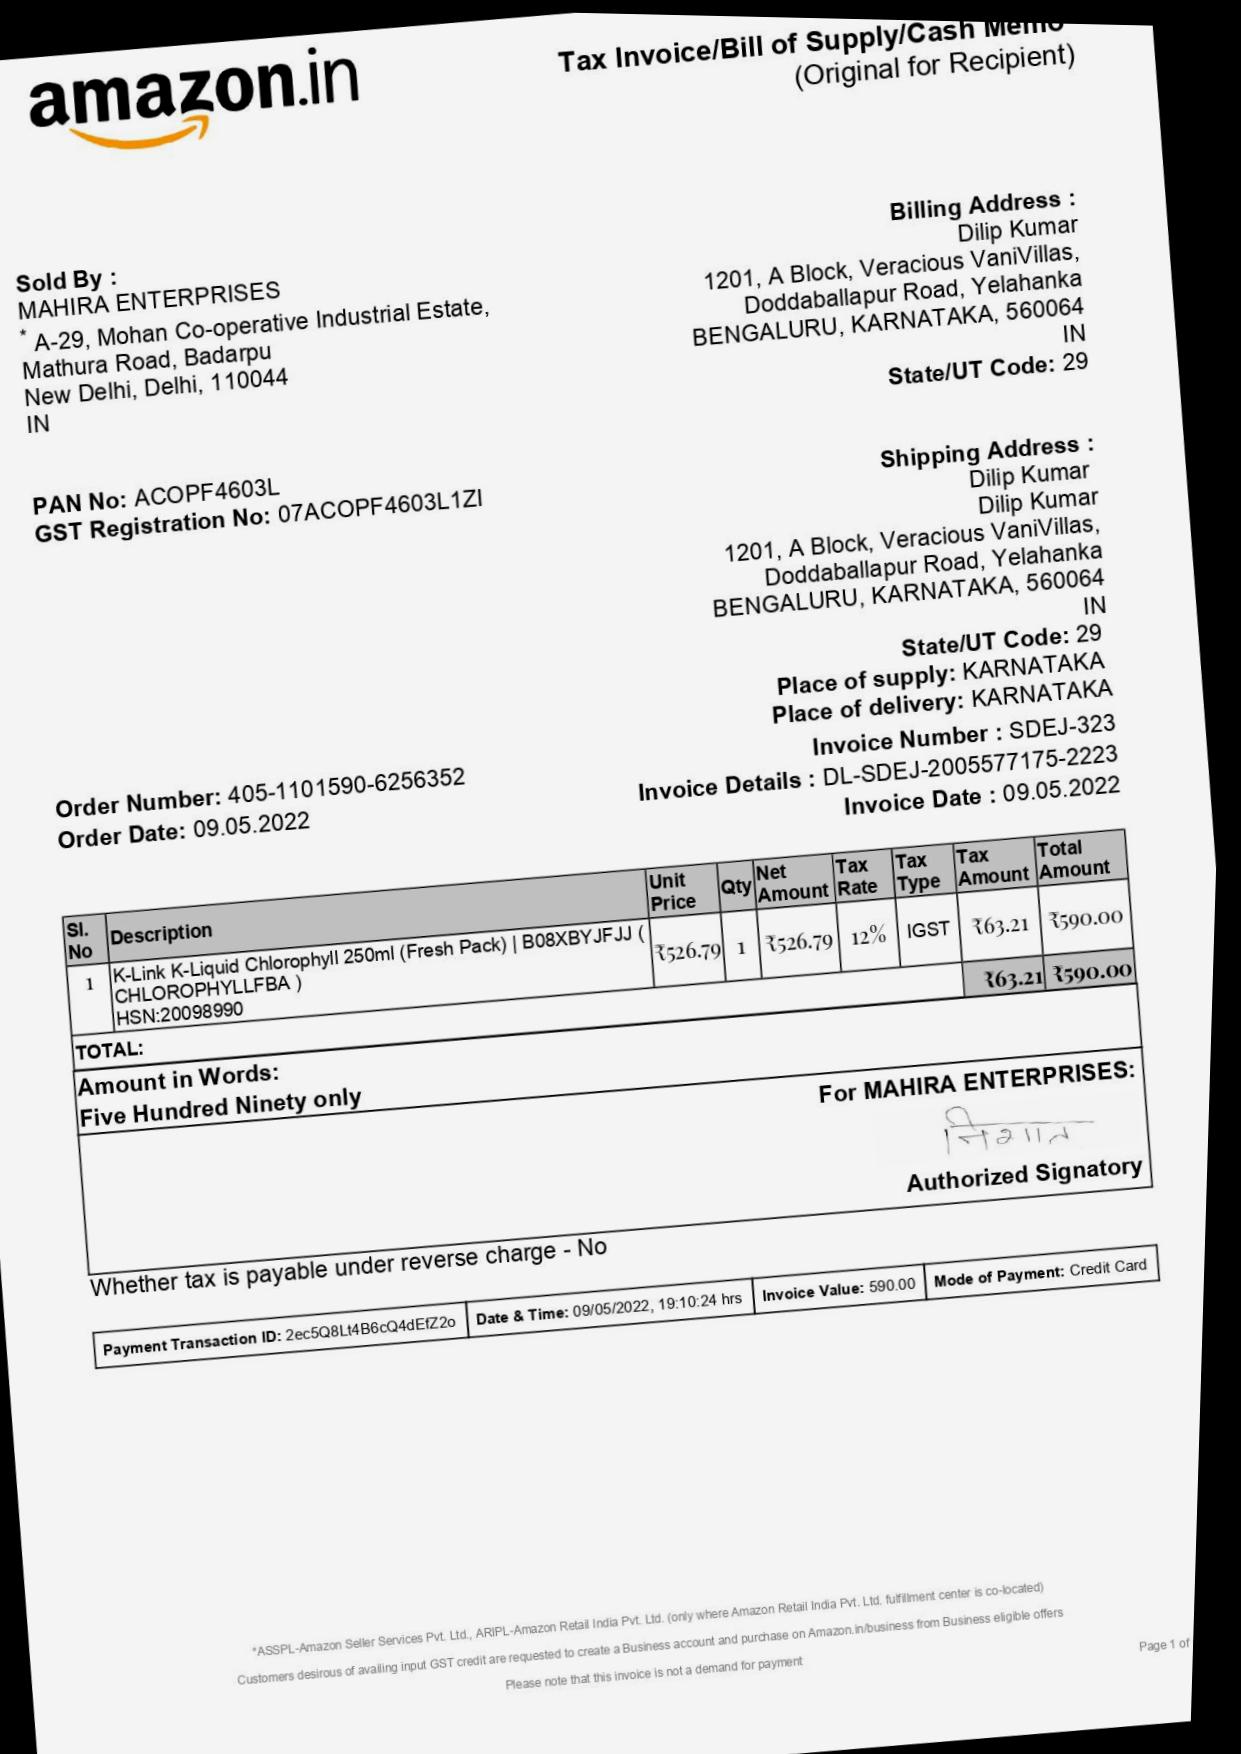 amazon.in
Tax Invoice/Bill of Supply/Cash Memo
(Original for Recipient)
Sold By :
MAHIRA ENTERPRISES
* A-29, Mohan Co-operative Industrial Estate,
Mathura Road, Badarpu
New Delhi, Delhi, 110044
IN
PAN No: ACOPF4603L
GST Registration No: 07ACOPF4603L1ZI
Billing Address :
Dilip Kumar
1201, A Block, Veracious VaniVillas,
Doddaballapur Road, Yelahanka
BENGALURU, KARNATAKA, 560064
IN
State/UT Code: 29
Shipping Address :
Dilip Kumar
Dilip Kumar
1201, A Block, Veracious VaniVillas,
Doddaballapur Road, Yelahanka
BENGALURU, KARNATAKA, 560064
IN
State/UT Code: 29
Place of supply: KARNATAKA
Place of delivery: KARNATAKA
Invoice Number : SDEJ-323
Invoice Details : DL-SDEJ-2005577175-2223
Invoice Date : 09.05.2022
Order Number: 405-1101590-6256352
Order Date: 09.05.2022
Sl. No Description Unit Price Qty Net Amount Tax Rate Tax Type Tax Amount Total Amount
1 K-Link K-Liquid Chlorophyll 250ml (Fresh Pack) | B08XBYJFJJ ( ₹526.79 1 ₹526.79 12% IGST ₹63.21 ₹590.00
CHLOROPHYLLFBA )
HSN:20098990
TOTAL: ₹63.21 ₹590.00
Amount in Words:
Five Hundred Ninety only
For MAHIRA ENTERPRISES:
Authorized Signatory
Whether tax is payable under reverse charge - No
Payment Transaction ID: 2ec5Q8Lt4B6cQ4dEfZ2o Date & Time: 09/05/2022, 19:10:24 hrs Invoice Value: 590.00 Mode of Payment: Credit Card
*ASSPL-Amazon Seller Services Pvt. Ltd., ARIPL-Amazon Retail India Pvt. Ltd. (only where Amazon Retail India Pvt. Ltd. fulfillment center is co-located)
Customers desirous of availing input GST credit are requested to create a Business account and purchase on Amazon.in/business from Business eligible offers
Please note that this invoice is not a demand for payment
Page 1 of